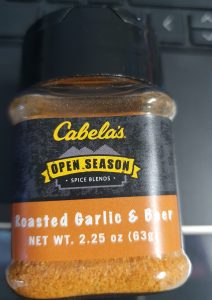 Cabela's
OPEN SEASON
· SPICE BLENDS ·
Roasted Garlic & Beer
NET WT. 2.25 oz (63g)